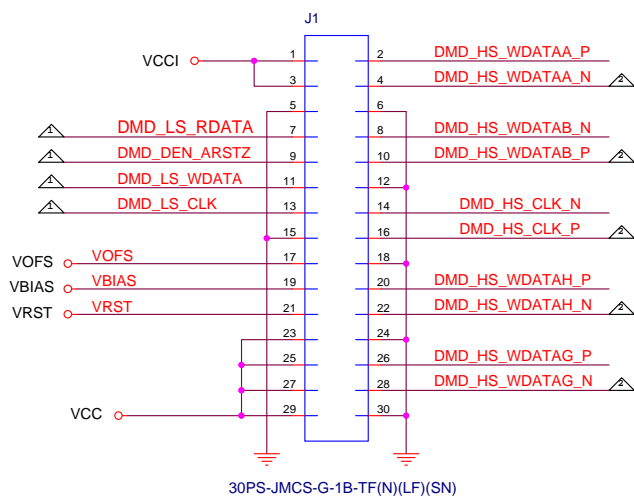 J1
VCCI 1 2 DMD_HS_WDATAA_P
3 4 DMD_HS_WDATAA_N 2
5 6
1 DMD_LS_RDATA 7 8 DMD_HS_WDATAB_N
1 DMD_DEN_ARSTZ 9 10 DMD_HS_WDATAB_P 2
1 DMD_LS_WDATA 11 12
1 DMD_LS_CLK 13 14 DMD_HS_CLK_N
15 16 DMD_HS_CLK_P 2
VOFS VOFS 17 18
VBIAS VBIAS 19 20 DMD_HS_WDATAH_P
VRST VRST 21 22 DMD_HS_WDATAH_N 2
23 24
25 26 DMD_HS_WDATAG_P
27 28 DMD_HS_WDATAG_N 2
VCC 29 30
30PS-JMCS-G-1B-TF(N)(LF)(SN)